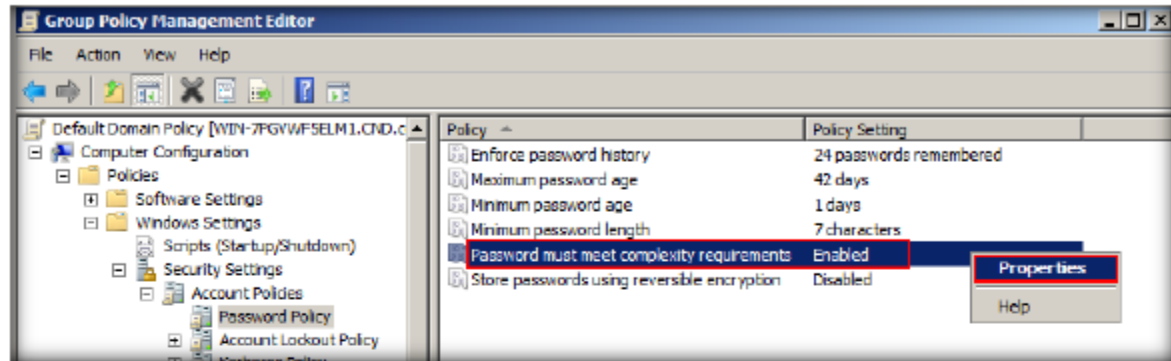 Group Policy Management Editor
File Action View Help
Default Domain Policy [WIN-7PGYWFSELM1.CND.c
Computer Configuration
Policies
Software Settings
Windows Settings
Scripts (Startup/Shutdown)
Security Settings
Account Policies
Password Policy
Account Lockout Policy
Policy Policy Setting
Enforce password history 24 passwords remembered
Maximum password age 42 days
Minimum password age 1 days
Minimum password length 7 characters
Password must meet complexity requirements Enabled
Store passwords using reversible encryption Disabled
Properties
Help